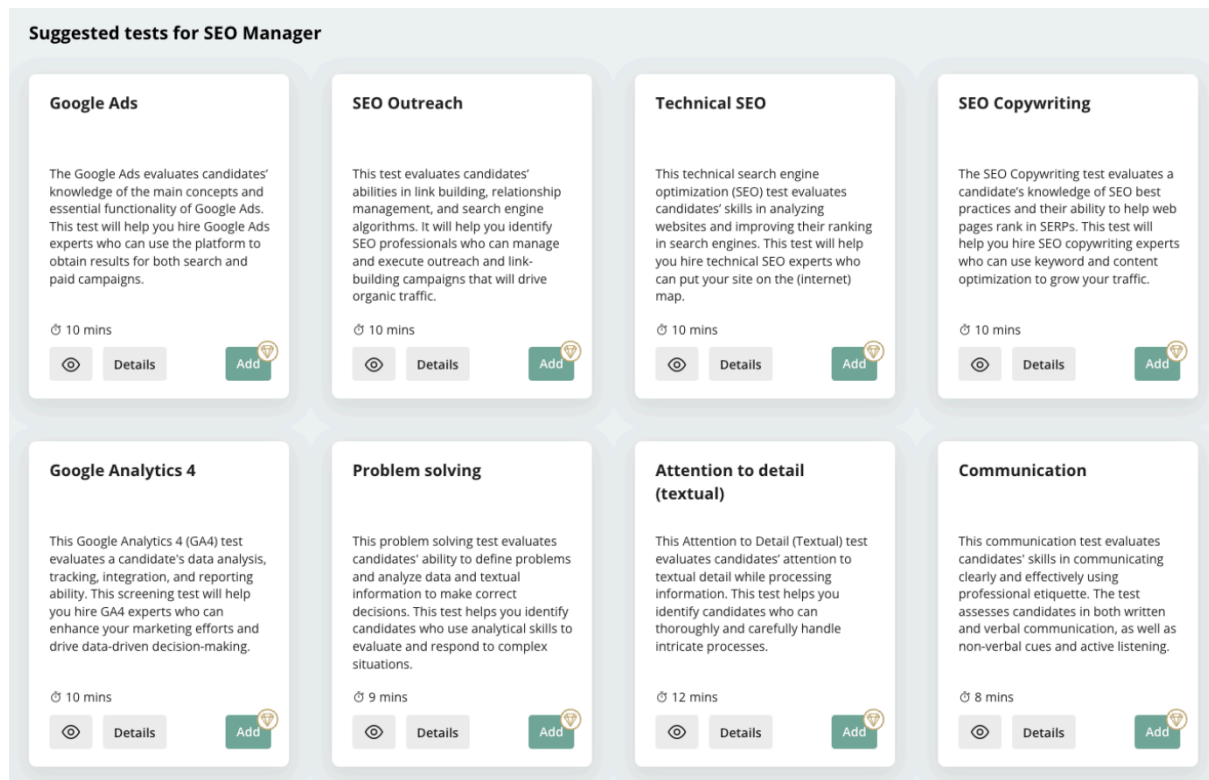 Suggested tests for SEO Manager
Google Ads
The Google Ads evaluates candidates’
knowledge of the main concepts and
essential functionality of Google Ads.
This test will help you hire Google Ads
experts who can use the platform to
obtain results for both search and
paid campaigns.
10 mins
Details
Add
SEO Outreach
This test evaluates candidates’
abilities in link building, relationship
management, and search engine
algorithms. It will help you identify
SEO professionals who can manage
and execute outreach and link-
building campaigns that will drive
organic traffic.
10 mins
Details
Add
Technical SEO
This technical search engine
optimization (SEO) test evaluates
candidates’ skills in analyzing
websites and improving their ranking
in search engines. This test will help
you hire technical SEO experts who
can put your site on the (internet)
map.
10 mins
Details
Add
SEO Copywriting
The SEO Copywriting test evaluates a
candidate’s knowledge of SEO best
practices and their ability to help web
pages rank in SERPs. This test will
help you hire SEO copywriting experts
who can use keyword and content
optimization to grow your traffic.
10 mins
Details
Add
Google Analytics 4
This Google Analytics 4 (GA4) test
evaluates a candidate's data analysis,
tracking, integration, and reporting
ability. This screening test will help
you hire GA4 experts who can
enhance your marketing efforts and
drive data-driven decision-making.
10 mins
Details
Add
Problem solving
This problem solving test evaluates
candidates’ ability to define problems
and analyze data and textual
information to make correct
decisions. This test helps you identify
candidates who use analytical skills to
evaluate and respond to complex
situations.
9 mins
Details
Add
Attention to detail
(textual)
This Attention to Detail (Textual) test
evaluates candidates’ attention to
textual detail while processing
information. This test helps you
identify candidates who can
thoroughly and carefully handle
intricate processes.
12 mins
Details
Add
Communication
This communication test evaluates
candidates' skills in communicating
clearly and effectively using
professional etiquette. The test
assesses candidates in both written
and verbal communication, as well as
non-verbal cues and active listening.
8 mins
Details
Add